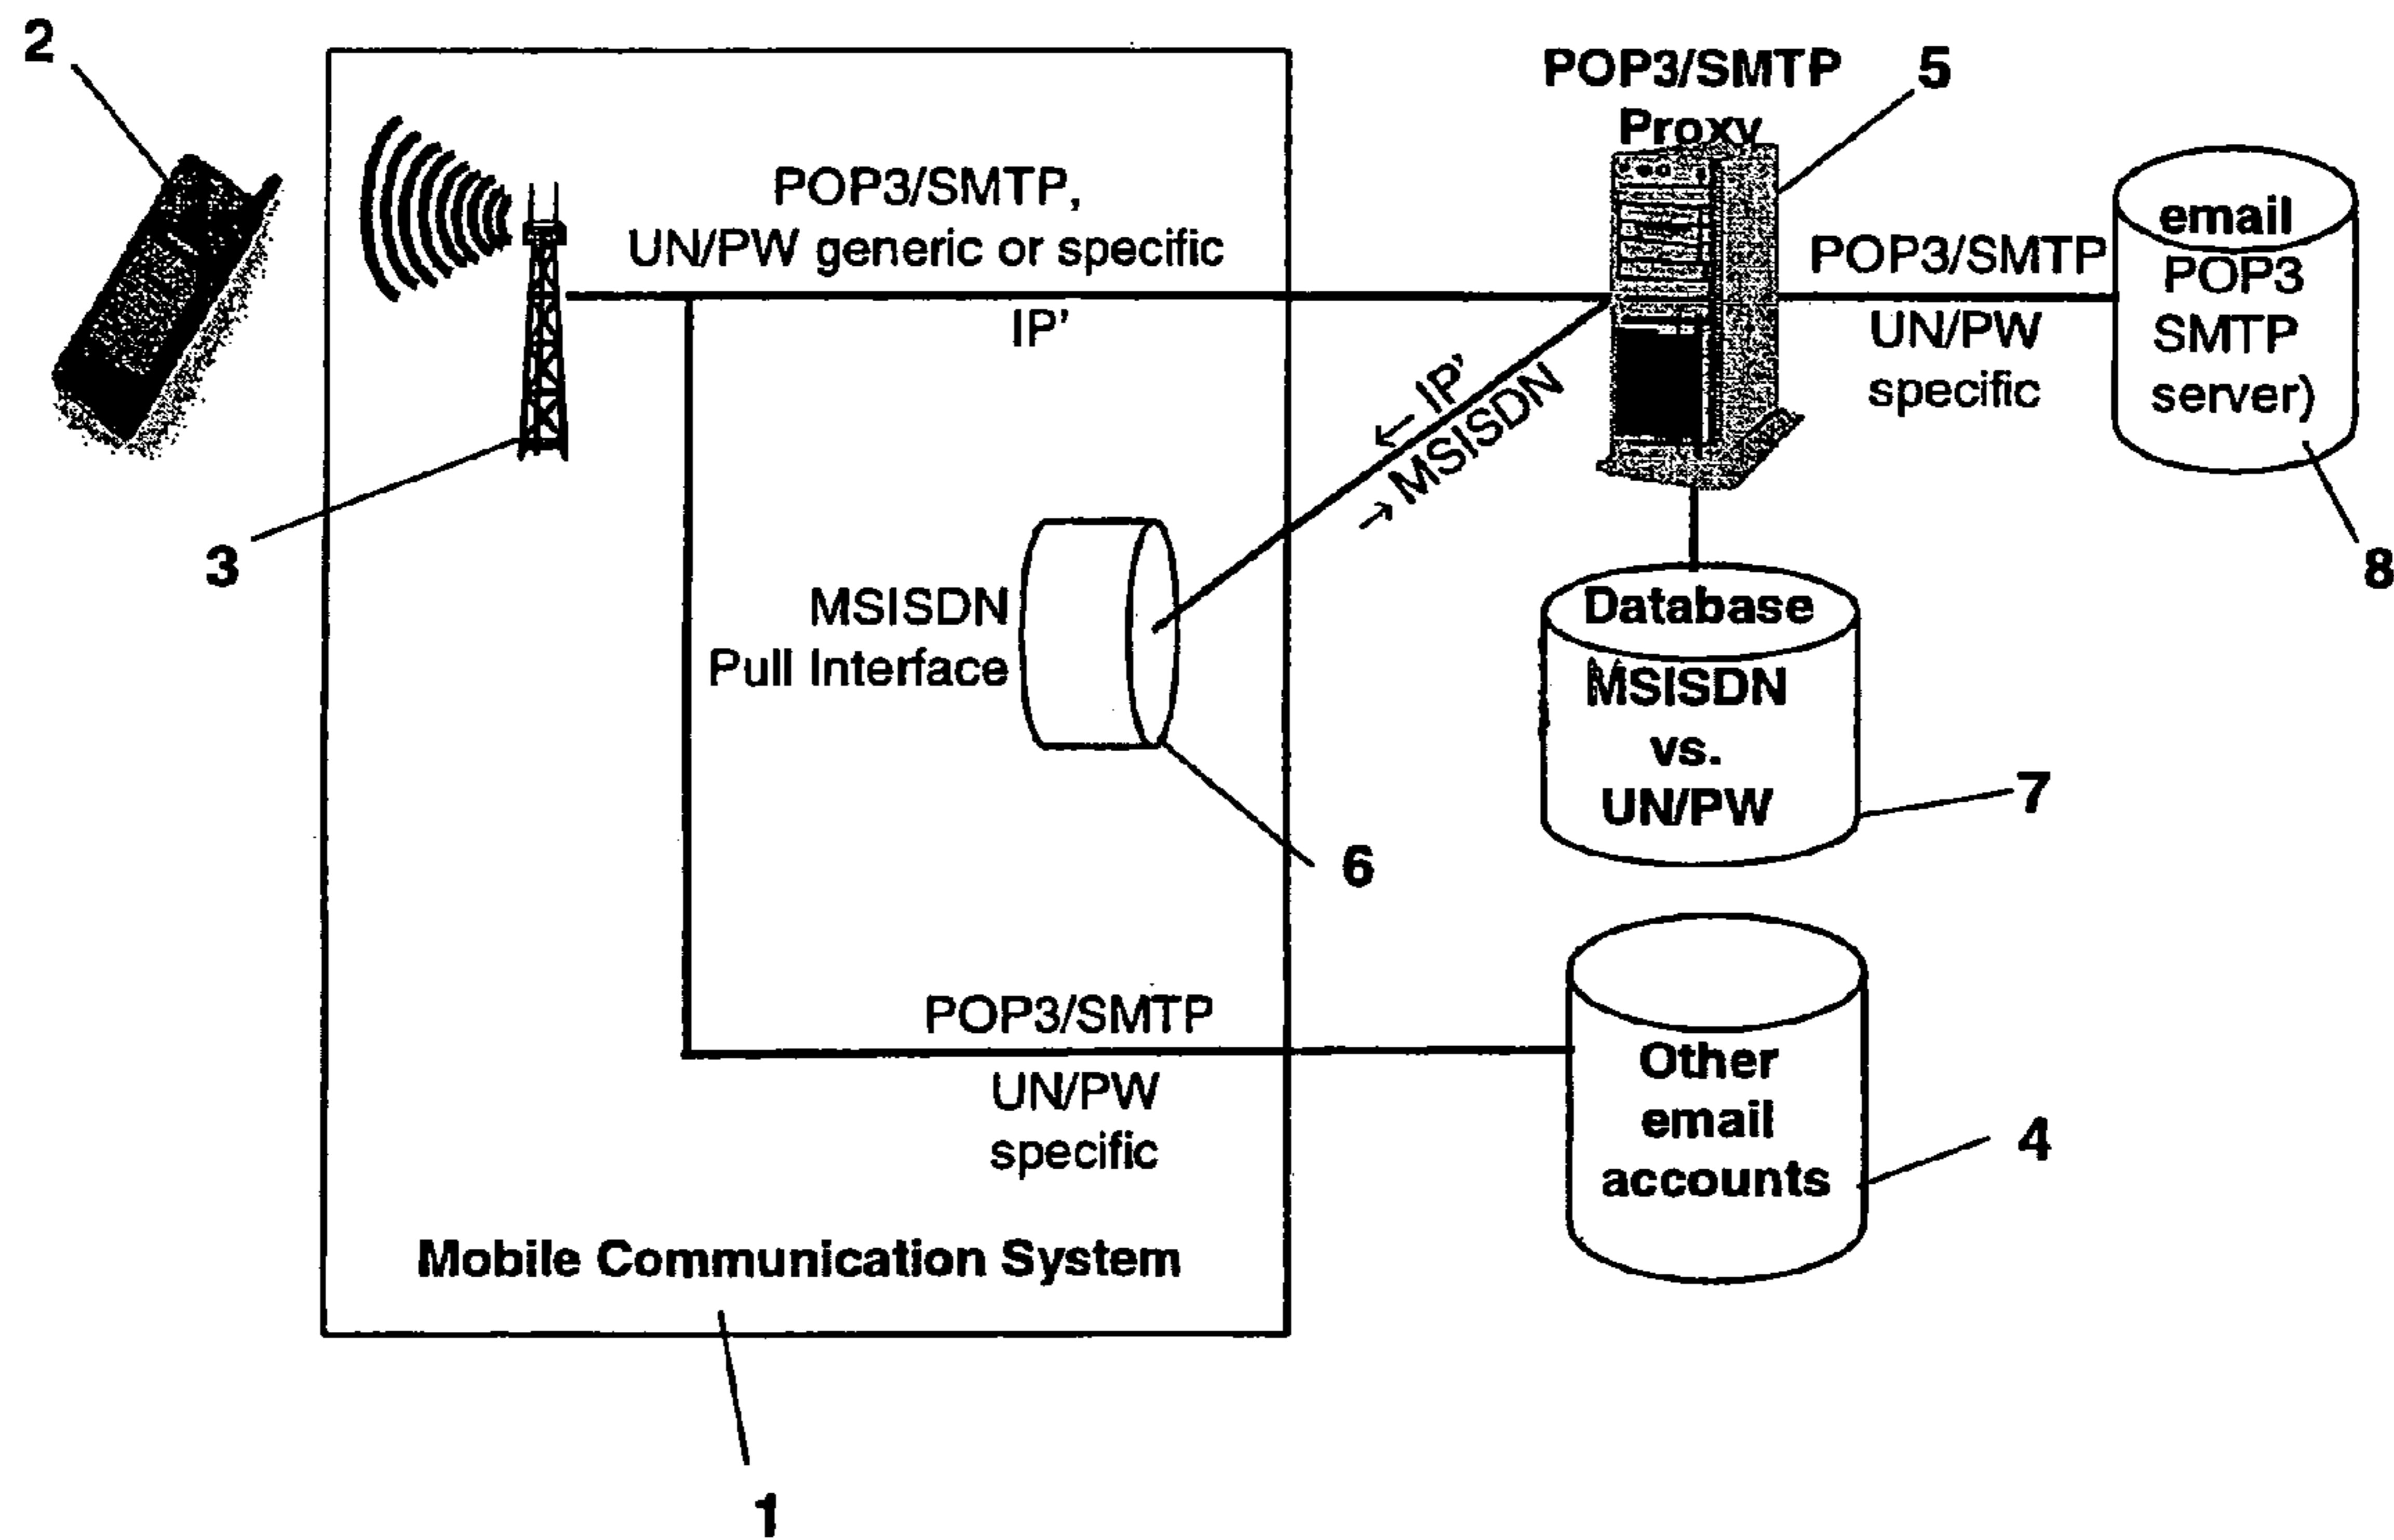 2
POP3/SMTP
Proxy
5
POP3/SMTP,
UN/PW generic or specific
IP'
email
POP3
SMTP
server)
POP3/SMTP
UN/PW
specific
← IP'
→ MSISDN
3
8
MSISDN
Pull Interface
Database
MSISDN
vs.
UN/PW
7
6
POP3/SMTP
UN/PW
specific
Other
email
accounts
4
Mobile Communication System
1